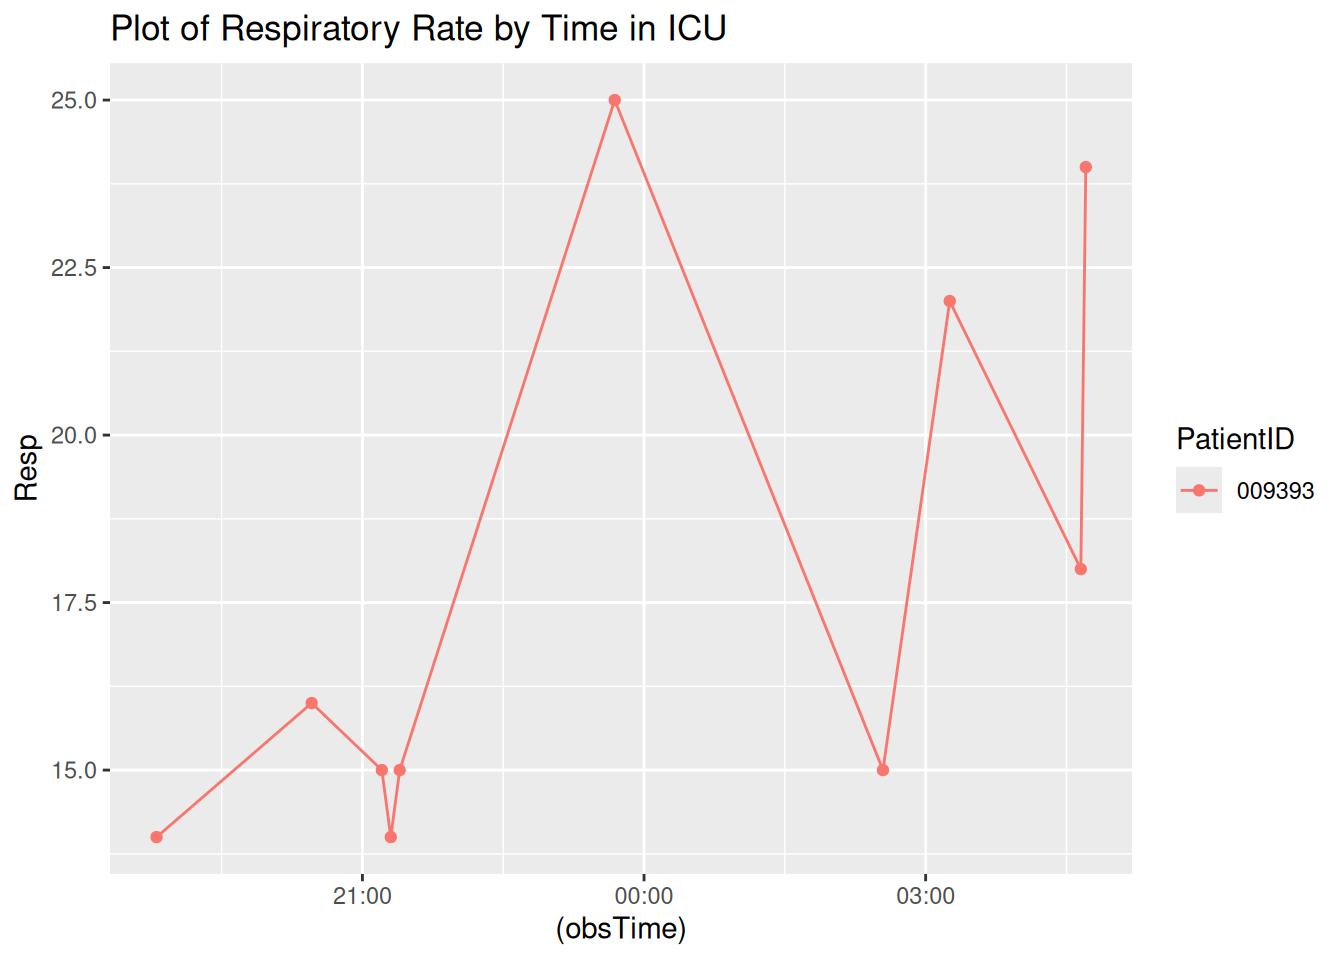 Plot of Respiratory Rate by Time in ICU
25.0
22.5
20.0
17.5
15.0
Resp
21:00 00:00 03:00
(obsTime)
PatientID
009393